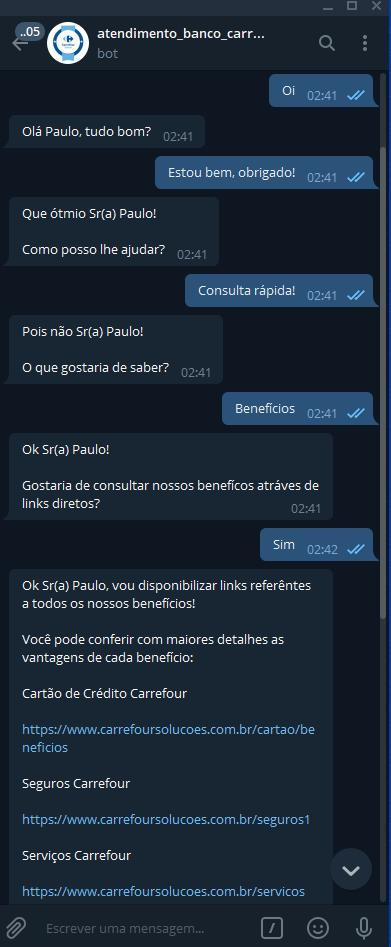 ..05
atendimento_banco_carr...
bot
Oi 02:41
Olá Paulo, tudo bom? 02:41
Estou bem, obrigado! 02:41
Que ótmio Sr(a) Paulo!
Como posso lhe ajudar? 02:41
Consulta rápida! 02:41
Pois não Sr(a) Paulo!
O que gostaria de saber? 02:41
Benefícios 02:41
Ok Sr(a) Paulo!
Gostaria de consultar nossos benefícos atráves de
links diretos? 02:41
Sim 02:42
Ok Sr(a) Paulo, vou disponibilizar links referêntes
a todos os nossos benefícios!
Você pode conferir com maiores detalhes as
vantagens de cada benefício:
Cartão de Crédito Carrefour
https://www.carrefoursolucoes.com.br/cartao/be
neficios
Seguros Carrefour
https://www.carrefoursolucoes.com.br/seguros1
Serviços Carrefour
https://www.carrefoursolucoes.com.br/servicos
Escrever uma mensagem...